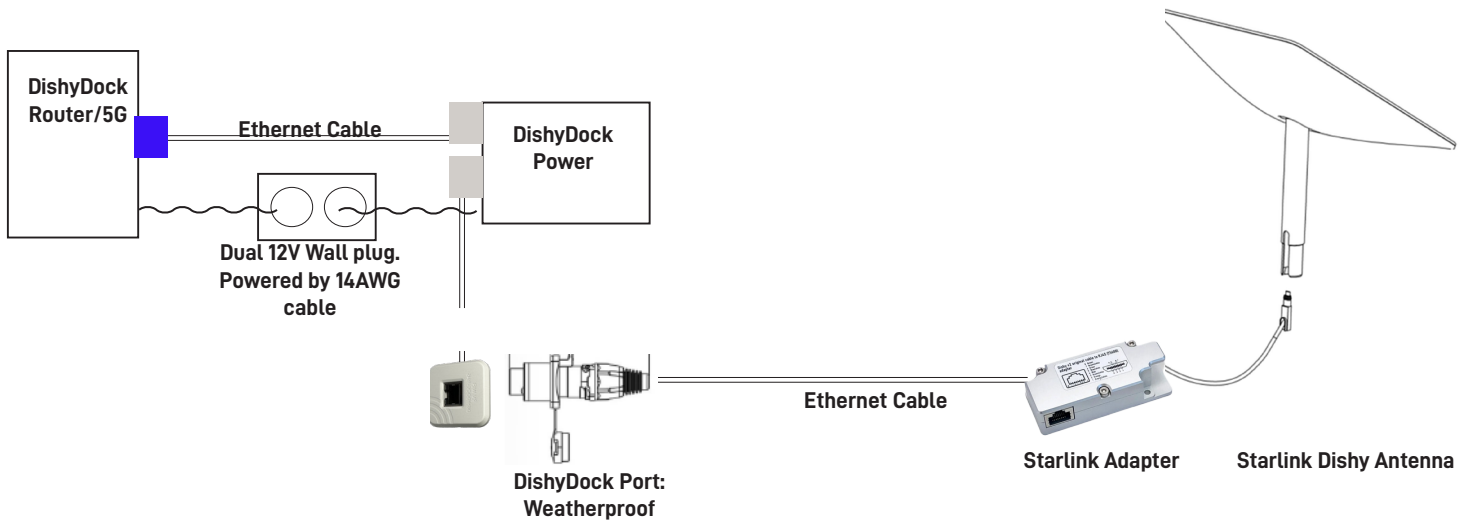 DishyDock
Router/5G
Ethernet Cable
DishyDock
Power
Dual 12V Wall plug.
Powered by 14AWG
cable
DishyDock Port:
Weatherproof
Ethernet Cable
adapter
Starlink Adapter
Starlink Dishy Antenna